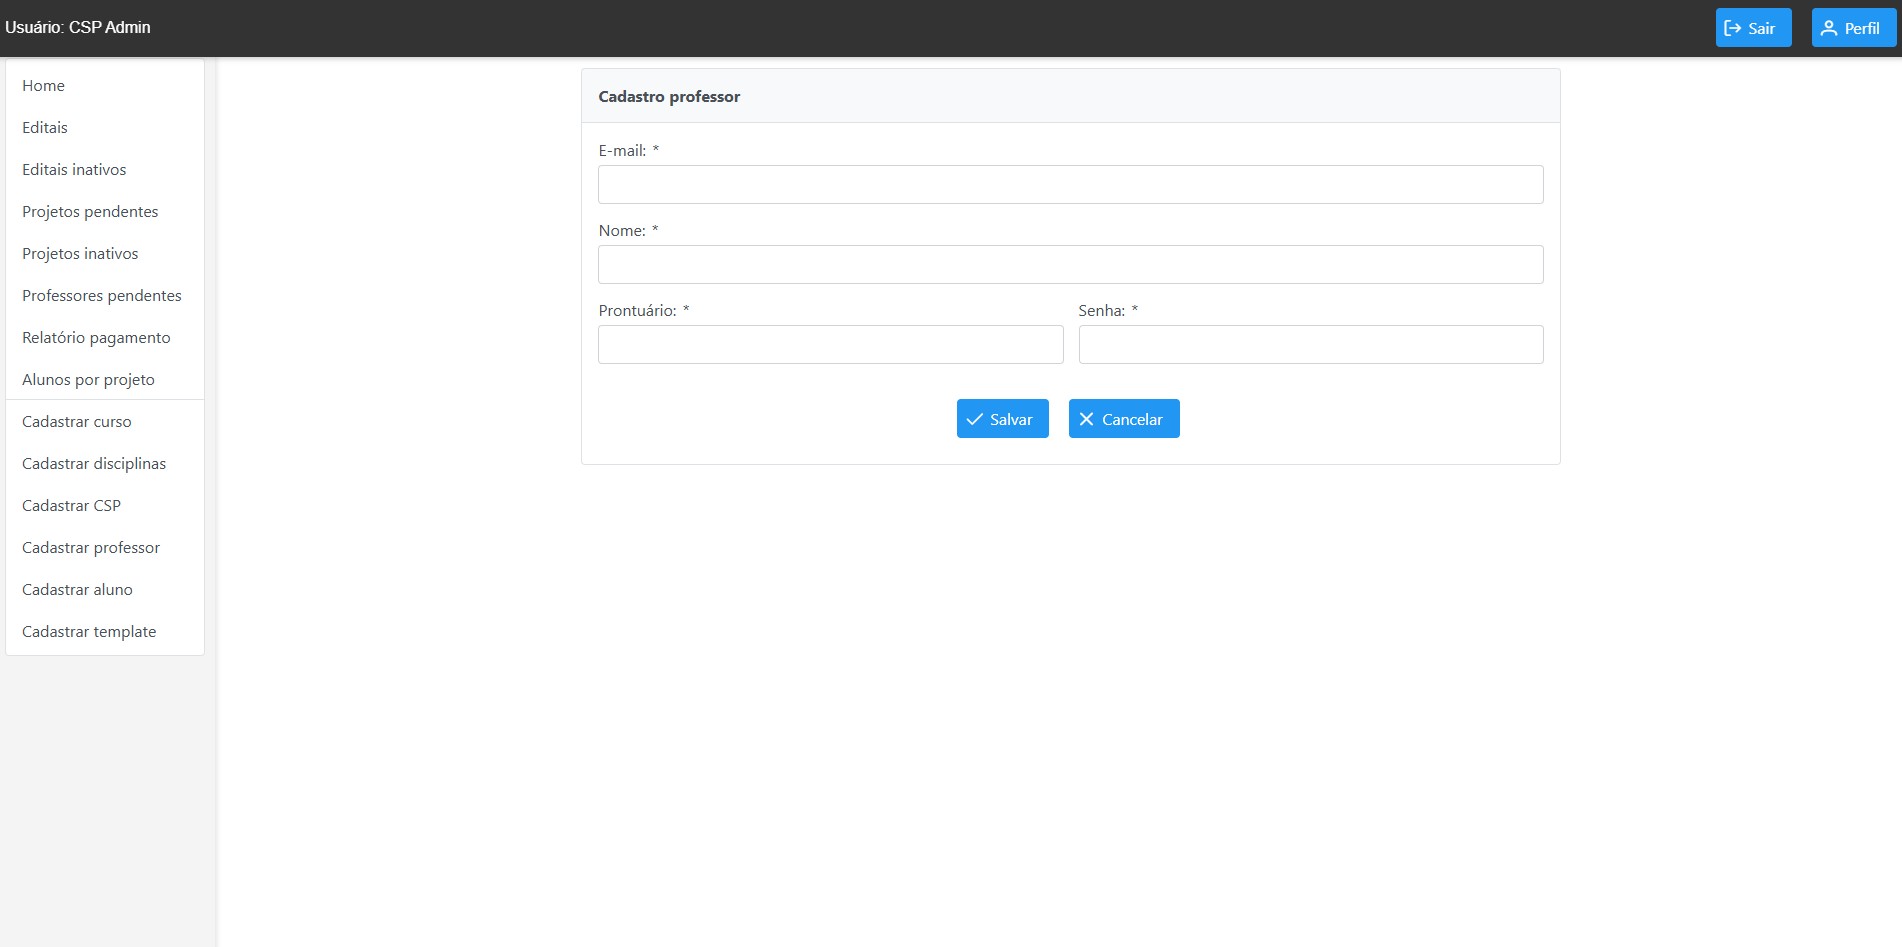 Usuário: CSP Admin
Sair
Perfil
Home
Editais
Editais inativos
Projetos pendentes
Projetos inativos
Professores pendentes
Relatório pagamento
Alunos por projeto
Cadastrar curso
Cadastrar disciplinas
Cadastrar CSP
Cadastrar professor
Cadastrar aluno
Cadastrar template
Cadastro professor
E-mail: *
Nome: *
Prontuário: *
Senha: *
Salvar
Cancelar